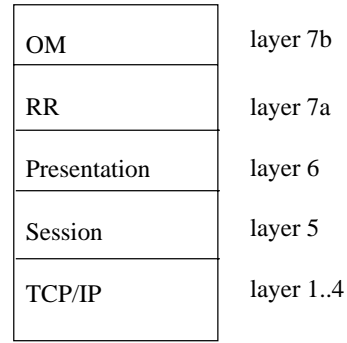 OM layer 7b
RR layer 7a
Presentation layer 6
Session layer 5
TCP/IP layer 1..4